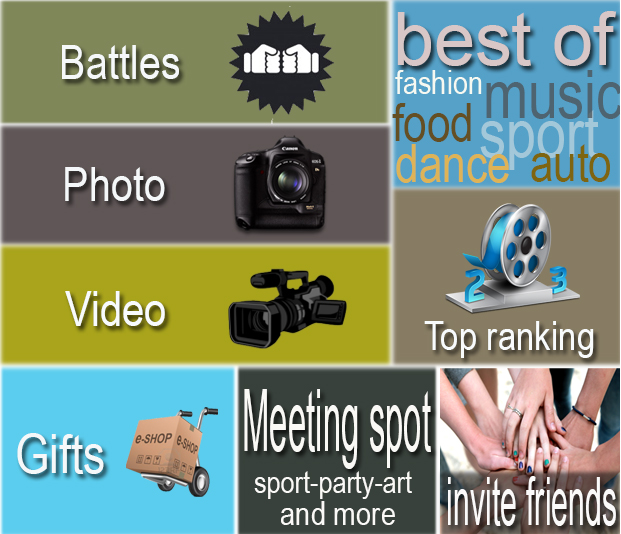 Battles
Photo
Video
best of
fashion
music
food
sport
dance
auto
Canon
2
3
Top ranking
Gifts
e-SHOP
e-SHOP
Meeting spot
sport-party-art
and more
invite friends